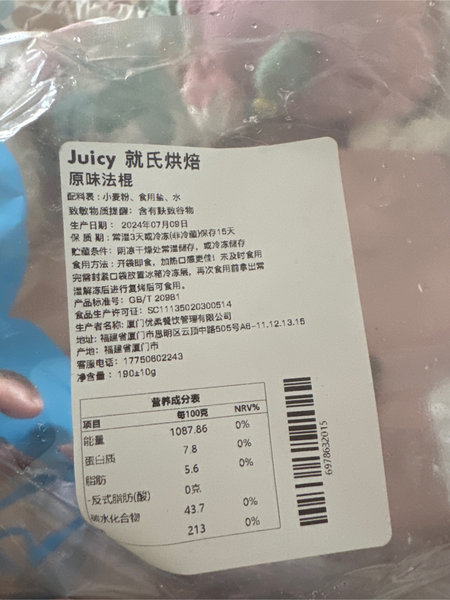 Juicy 就氏烘焙
原味法棍
配料表：小麦粉、食用盐、水
致敏物质提醒：含有麸致谷物
生产日期： 2024年07月09日
保 质 期：常温3天或冷冻(非冷藏)保存15天
贮藏条件：阴凉干燥处常温储存，或冷冻储存
食用方法：开袋即食，加热口感更佳！未及时食用
完需封紧口袋放置冰箱冷冻层，再次食用前拿出常
温解冻后进行复烤后可食用。
产品标准号：GB/T 20981
食品生产许可证：SC11135020300514
生产者名称：厦门优柔餐饮管理有限公司
地址：福建省厦门市思明区云顶中路505号A8-11.12.13.15
产地：福建省厦门市
客服电话：17750602243
净含量：190±10g
营养成分表
项目 每100克 NRV%
能量 1087.86 0%
蛋白质 7.8 0%
脂肪 5.6 0%
-反式脂肪(酸) 0克
碳水化合物 43.7 0%
213 0%
6978632015